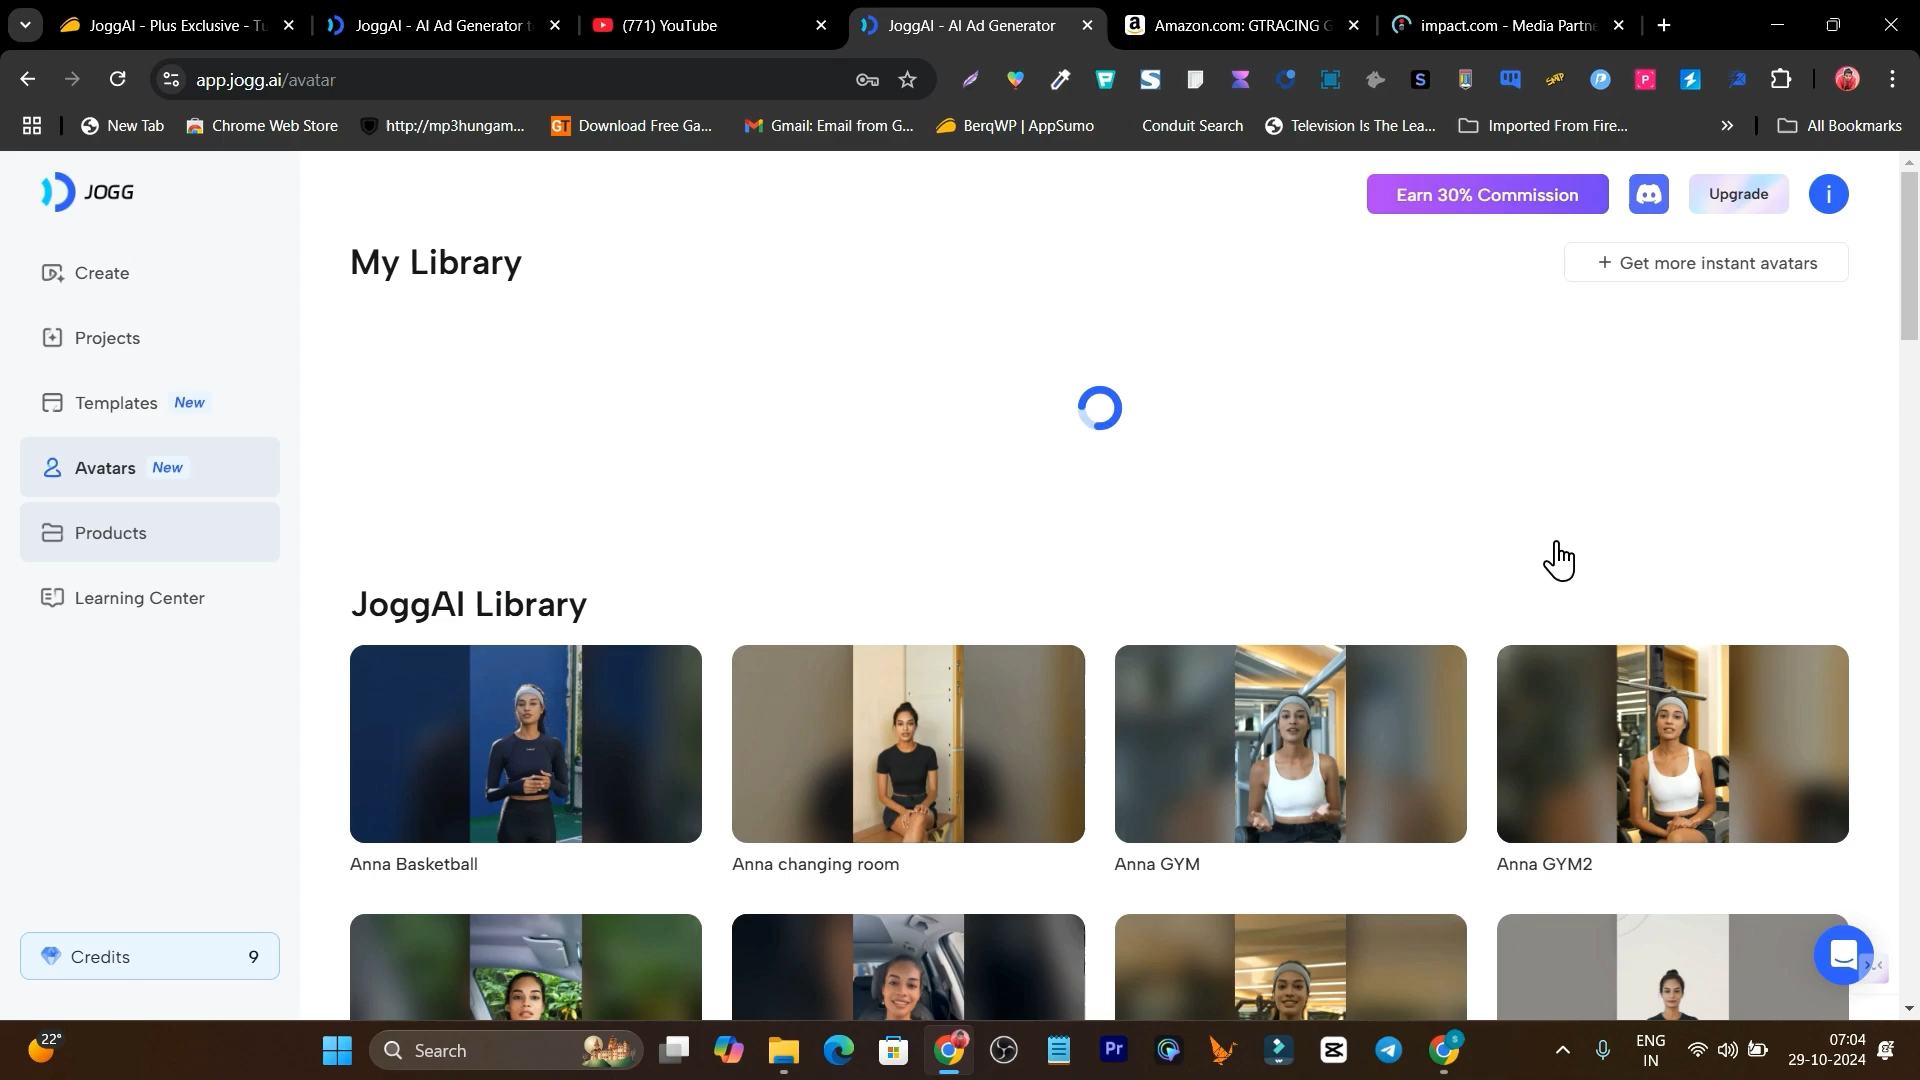 JoggAI - Plus Exclusive - Tu
JoggAI - AI Ad Generator t
(771) YouTube
JoggAI - AI Ad Generator
Amazon.com: GTRACING G
impact.com - Media Partn
app.jogg.ai/avatar
New Tab
Chrome Web Store
http://mp3hungam...
Download Free Ga...
Gmail: Email from G...
BerqWP | AppSumo
Conduit Search
Television Is The Lea...
Imported From Fire...
All Bookmarks
JOGG
Earn 30% Commission
Upgrade
i
Create
Projects
Templates New
Avatars New
Products
Learning Center
Credits 9
My Library
+ Get more instant avatars
JoggAI Library
Anna Basketball
Anna changing room
Anna GYM
Anna GYM2
22°
Search
ENG
IN
07:04
29-10-2024